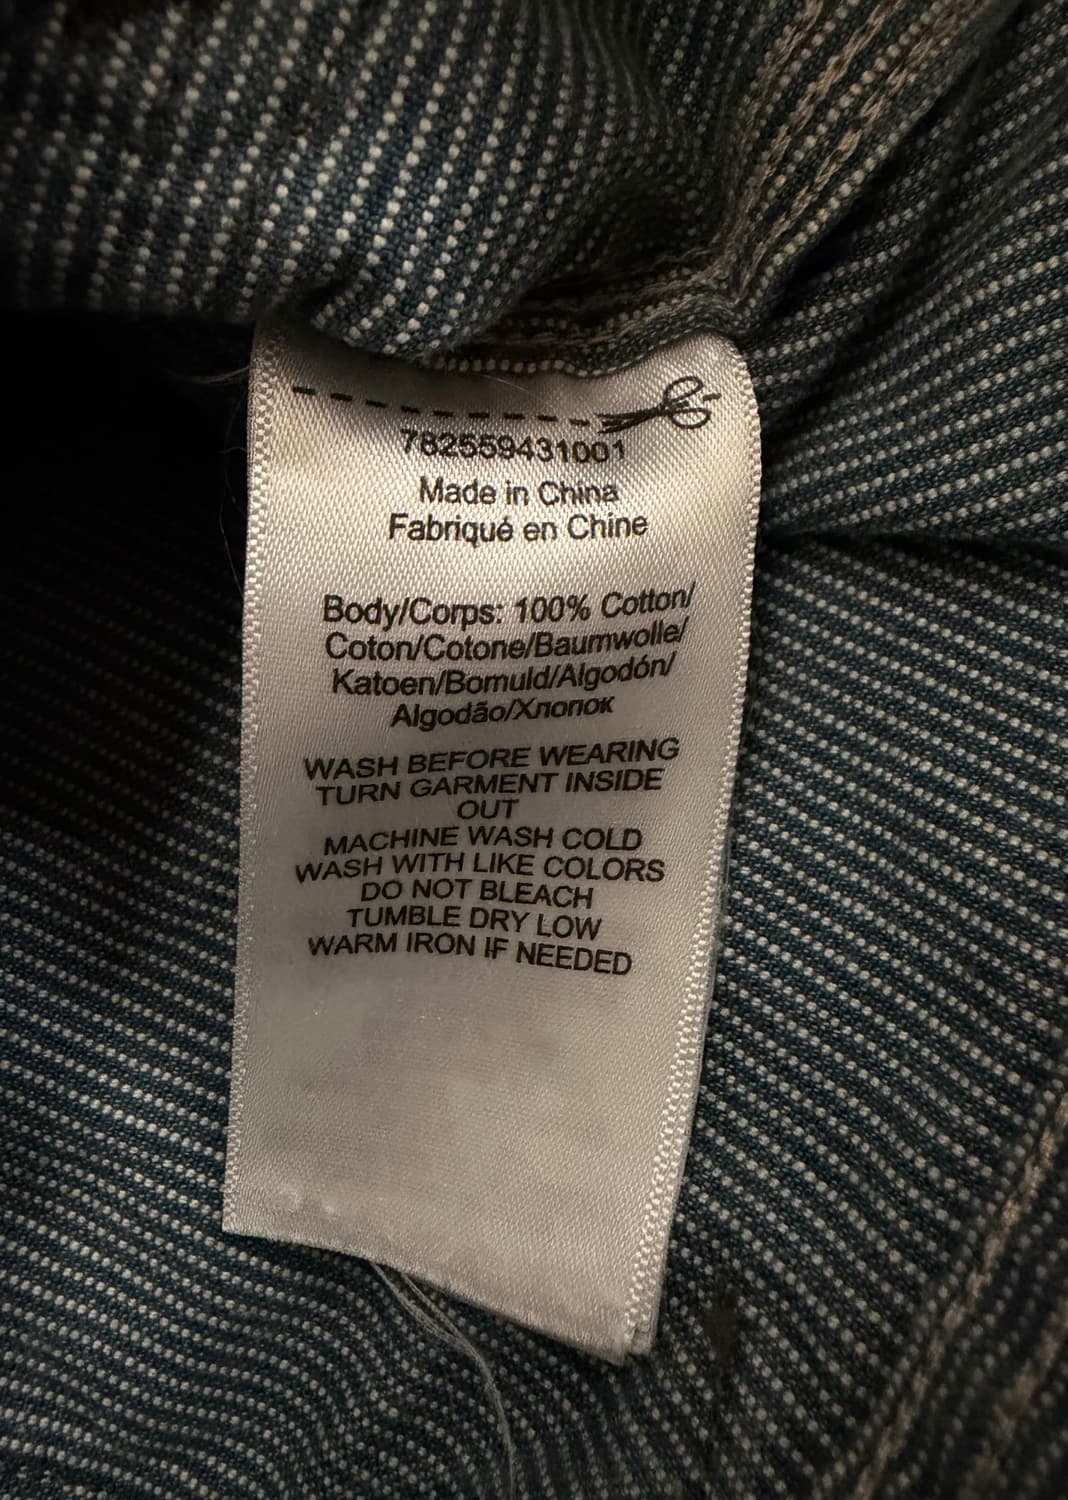 782559431001
Made in China
Fabriqué en Chine
Body/Corps: 100% Cotton/
Coton/Cotone/Baumwolle/
Katoen/Bomuld/Algodón/
Algodão/Хлопок
WASH BEFORE WEARING
TURN GARMENT INSIDE
OUT
MACHINE WASH COLD
WASH WITH LIKE COLORS
DO NOT BLEACH
TUMBLE DRY LOW
WARM IRON IF NEEDED